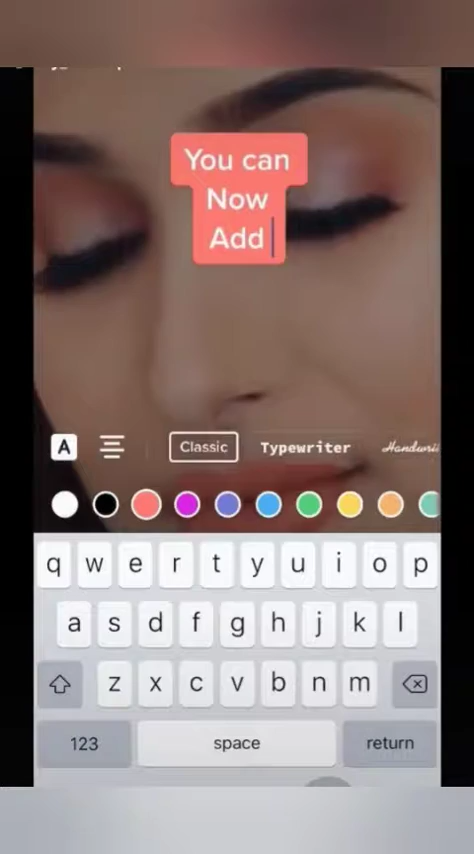 You can
Now
Add
A
Classic Typewriter
q w e r t y u i o p
a s d f g h j k l
z x c v b n m
123 space return